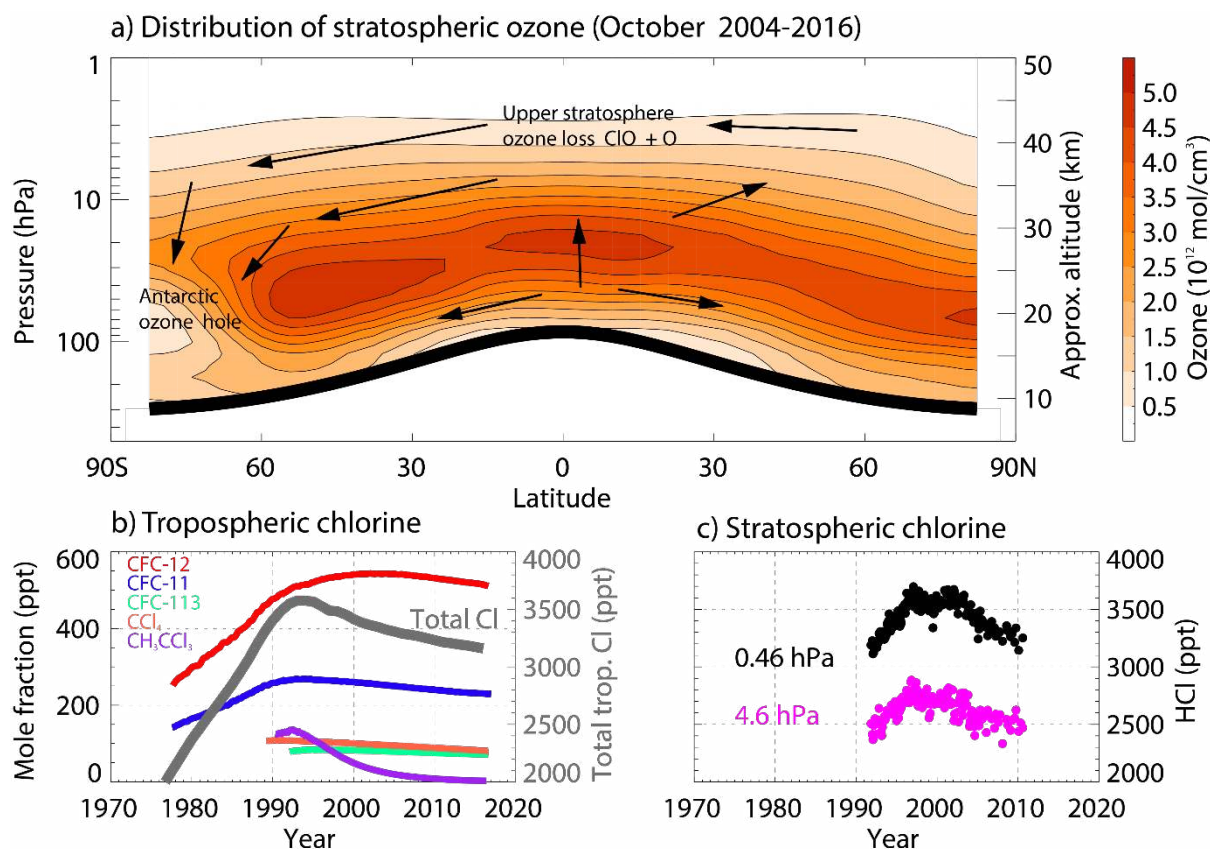 a) Distribution of stratospheric ozone (October 2004-2016)
1
10
100
Pressure (hPa)
Upper stratosphere
ozone loss ClO + O
Antarctic
ozone hole
50
40
30
20
10
Approx. altitude (km)
5.0
4.5
4.0
3.5
3.0
2.5
2.0
1.5
1.0
0.5
Ozone (10¹² mol/cm³)
90S 60 30 0 30 60 90N
Latitude
b) Tropospheric chlorine
600
400
200
0
Mole fraction (ppt)
CFC-12
CFC-11
CFC-113
CCl₄
CH₃CCl₃
Total Cl
4000
3500
3000
2500
2000
Total trop. Cl (ppt)
1970 1980 1990 2000 2010 2020
Year
c) Stratospheric chlorine
0.46 hPa
4.6 hPa
4000
3500
3000
2500
2000
HCl (ppt)
1970 1980 1990 2000 2010 2020
Year